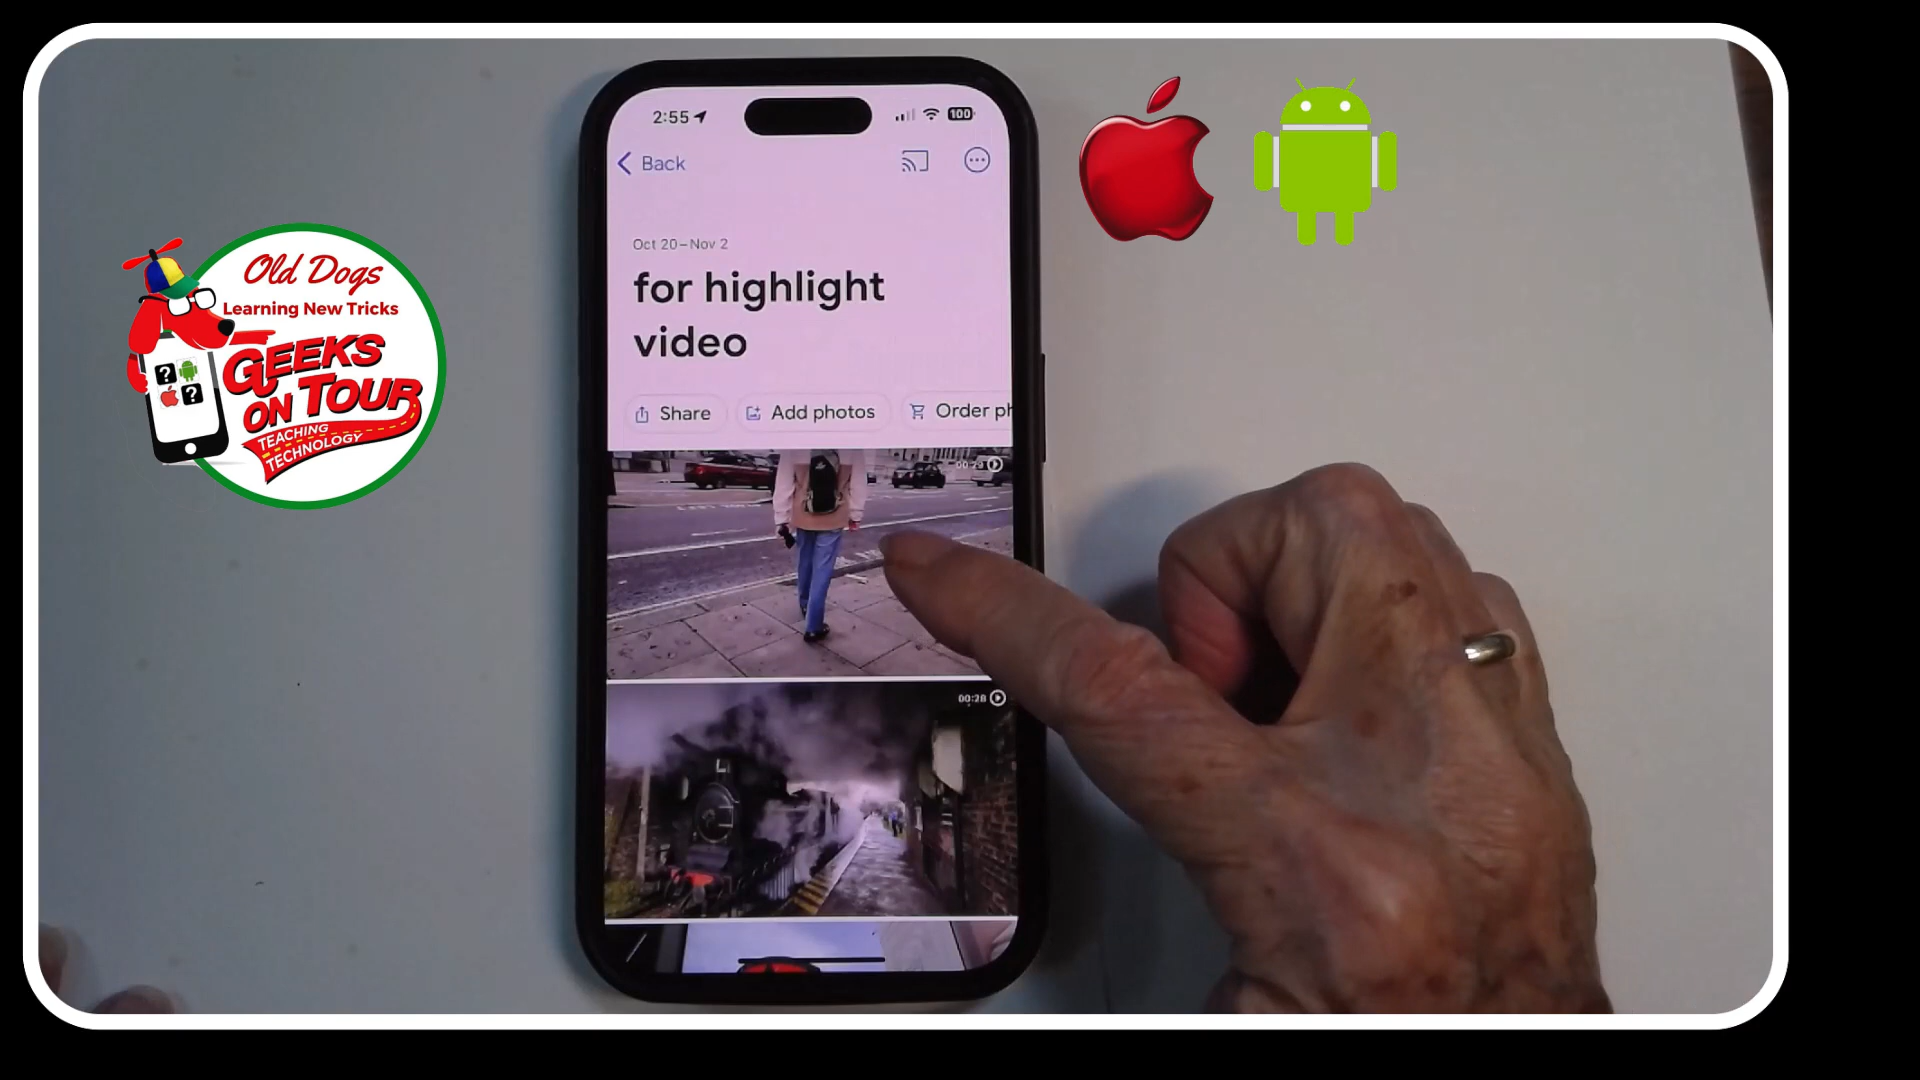 2:55
100
Back
Oct 20–Nov 2
for highlight
video
Share
Add photos
Order ph
00:28
Old Dogs
Learning New Tricks
GEEKS
ON TOUR
TEACHING
TECHNOLOGY
? 
?